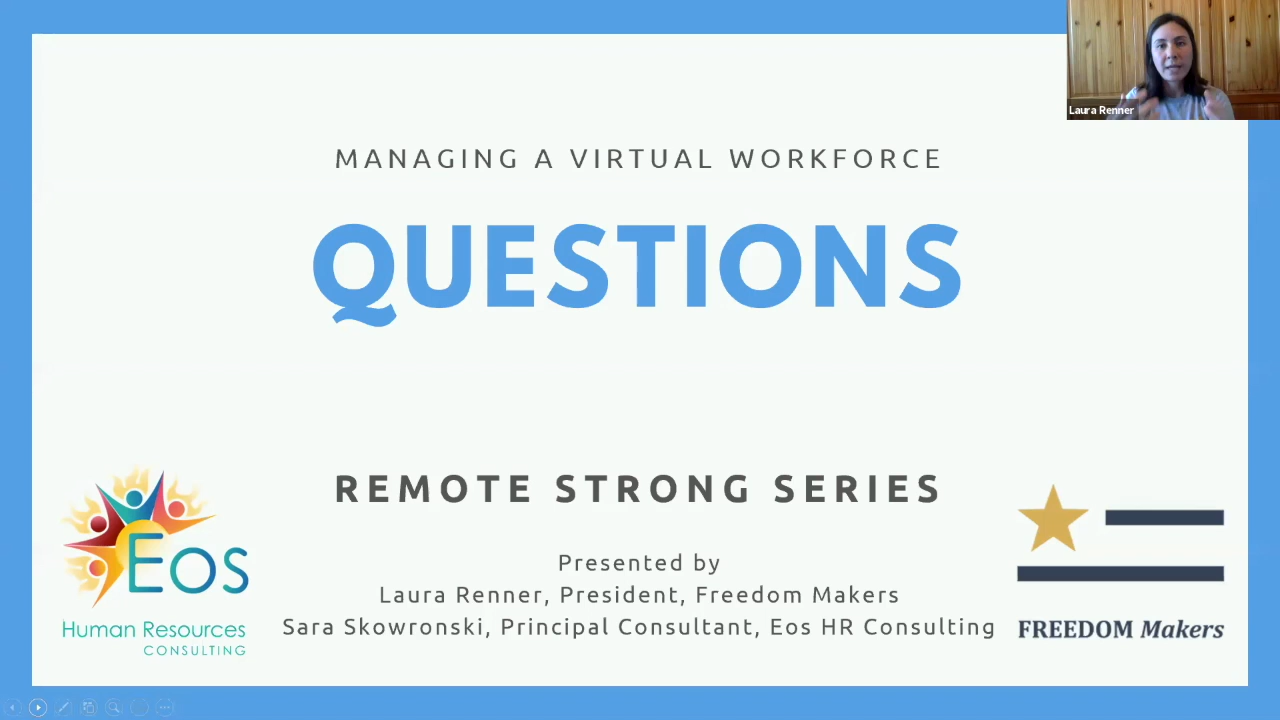 Laura Renner
MANAGING A VIRTUAL WORKFORCE
QUESTIONS
REMOTE STRONG SERIES
Presented by
Laura Renner, President, Freedom Makers
Sara Skowronski, Principal Consultant, Eos HR Consulting
Eos
Human Resources
CONSULTING
FREEDOM Makers